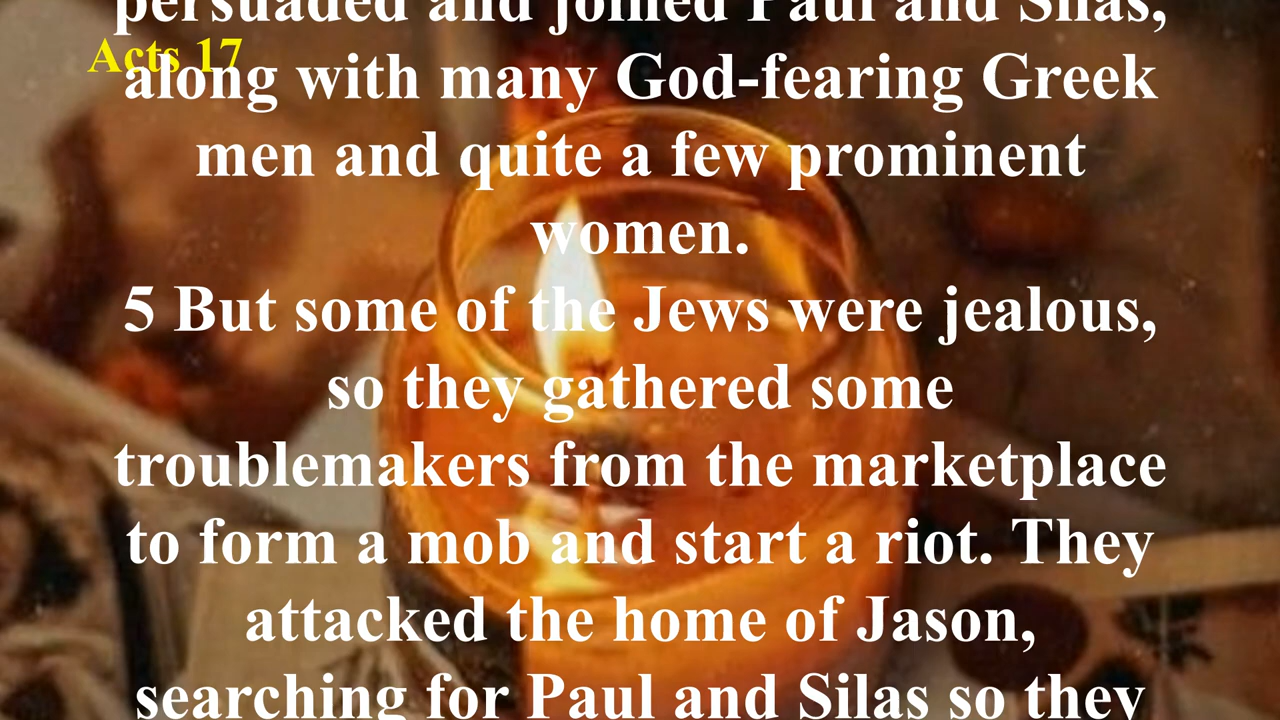 persuaded and joined Paul and Silas,
Acts 17
along with many God-fearing Greek
men and quite a few prominent
women.
5 But some of the Jews were jealous,
so they gathered some
troublemakers from the marketplace
to form a mob and start a riot. They
attacked the home of Jason,
searching for Paul and Silas so they